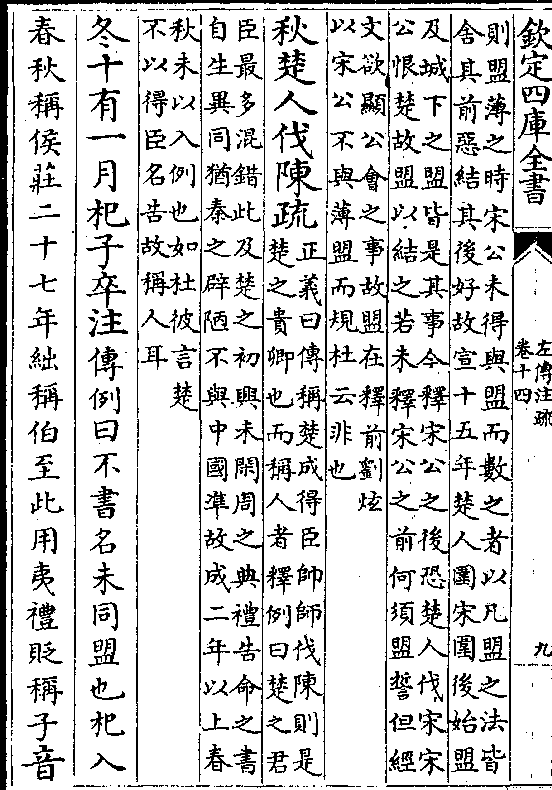 欽定四庫全書
左傳注疏
卷十四
九
則盟薄之時宋公未得與盟而數之者以凡盟之法皆
舍其前惡結其後好故宣十五年楚人圍宋圍後始盟
及城下之盟皆是其事今釋宋公之後恐楚人伐宋宋
公恨楚故盟以結之若未釋宋公之前何須盟誓但經
文欲顯公會之事故盟在釋前劉炫
以宋公不與薄盟而規杜云非也
秋楚人伐陳疏正義曰傳稱楚成得臣帥師伐陳則是
楚之貴卿也而稱人者釋例曰楚之君
臣最多混錯此及楚之初興未閑周之典禮告命之書
自生異同猶秦之辟陋不與中國凖故成二年以上春
秋未以入例也如杜彼言楚
不以得臣名告故稱人耳
冬十有一月杞子卒注傳例曰不書名未同盟也杞入
春秋稱侯莊二十七年絀稱伯至此用夷禮貶稱子音